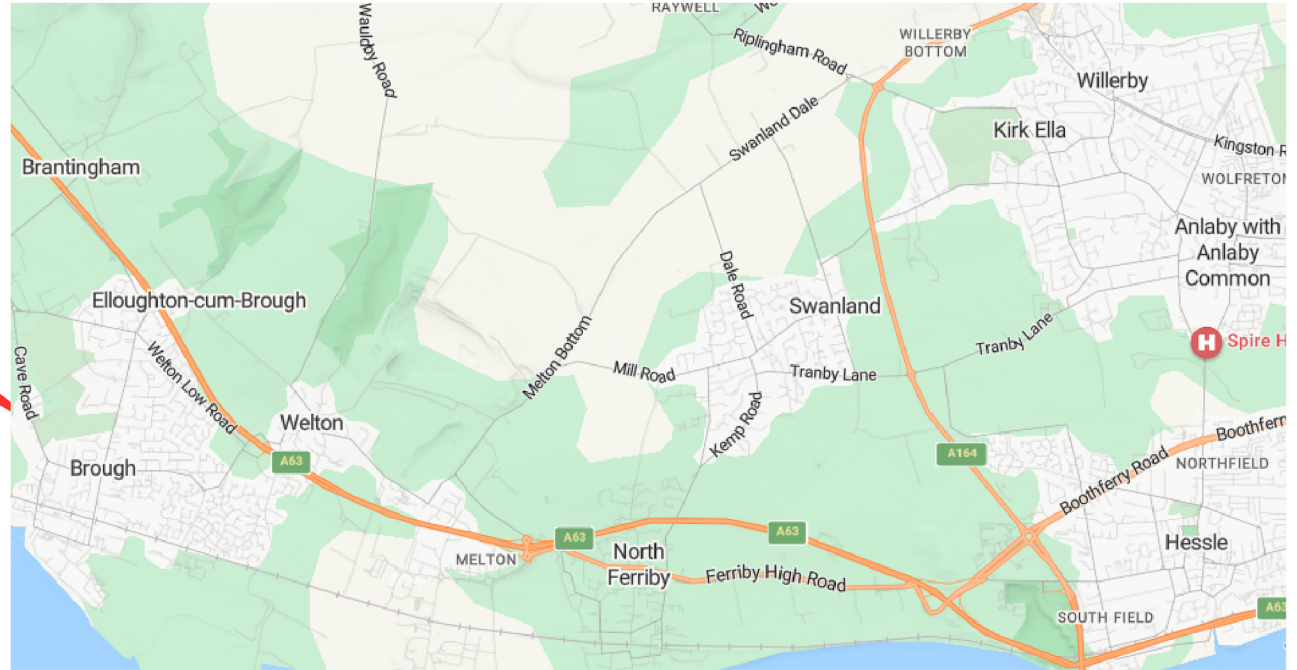 RAYWELL
Wauldby Road
Riplingham Road
WILLERBY
BOTTOM
Willerby
Swanland Dale
Kirk Ella
Kingston R
Brantingham
WOLFRETON
Anlaby with
Anlaby
Common
Dale Road
Elloughton-cum-Brough
Swanland
Tranby Lane
Spire H
Cave Road
Welton Low Road
Melton Bottom
Mill Road
Tranby Lane
Welton
Kemp Road
Boothferr
A63
A164
Brough
Boothferry Road
NORTHFIELD
A63
A63
Hessle
MELTON
North
Ferriby
Ferriby High Road
A63
SOUTH FIELD